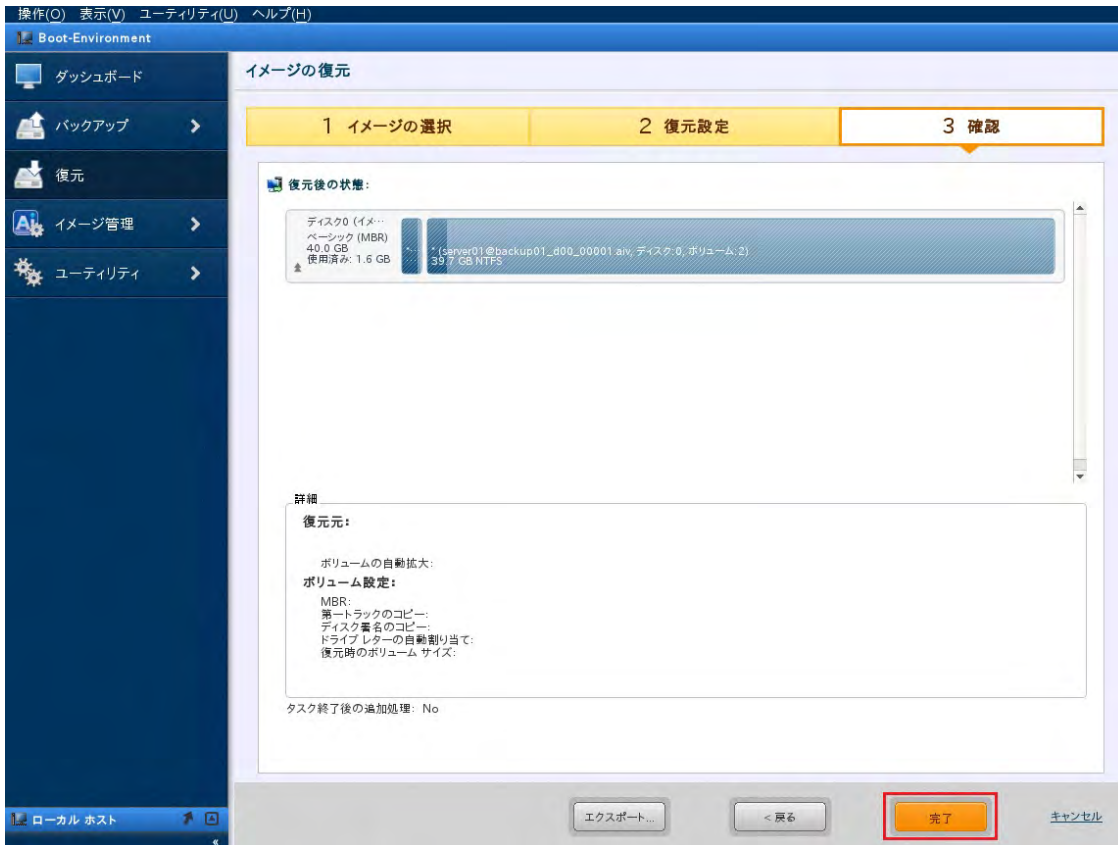 操作(O) 表示(V) ユーティリティ(U) ヘルプ(H)
Boot-Environment
ダッシュボード
バックアップ
復元
イメージ管理
ユーティリティ
イメージの復元
1 イメージの選択
2 復元設定
3 確認
復元後の状態:
ディスク0 (イメ…
ベーシック (MBR)
40.0 GB
使用済み: 1.6 GB
* (server01@backup01_d00_00001.aiv, ディスク:0, ボリューム:2)
39.7 GB NTFS
詳細
復元元:
ボリュームの自動拡大:
ボリューム設定:
MBR:
第一トラックのコピー:
ディスク署名のコピー:
ドライブ レターの自動割り当て:
復元時のボリューム サイズ:
タスク終了後の追加処理: No
ローカル ホスト
エクスポート...
< 戻る
完了
キャンセル